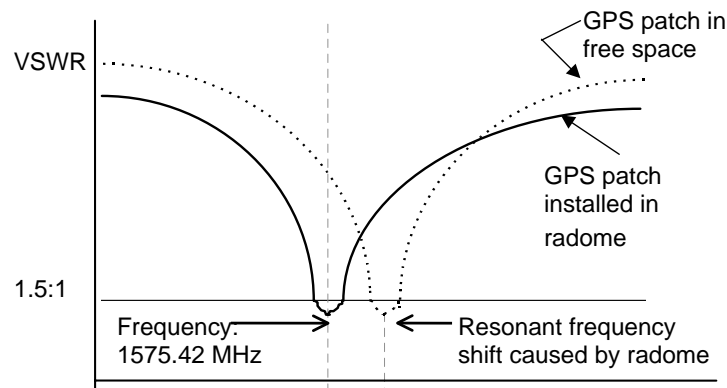 GPS patch in
free space
VSWR
GPS patch
installed in
radome
1.5:1
Frequency:
1575.42 MHz
Resonant frequency
shift caused by radome